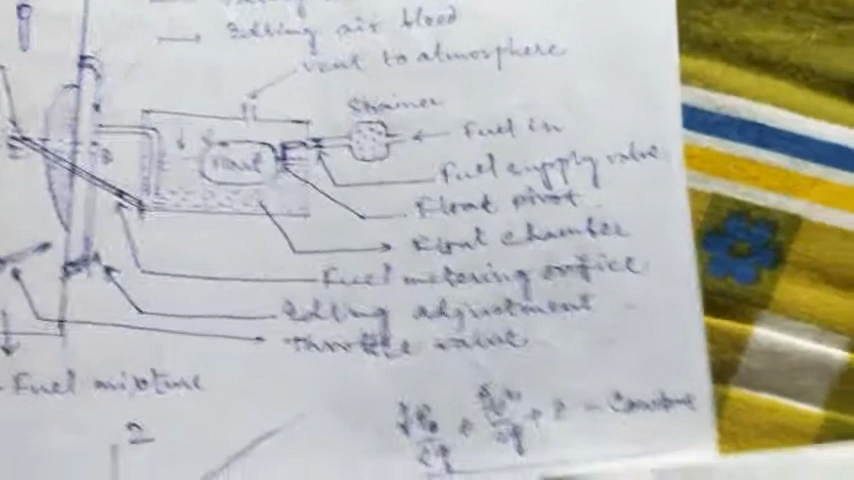 Idling air bleed
vent to atmosphere
Strainer
Fuel in
Float
Fuel supply valve
Float pivot
Float chamber
Fuel metering orifice
Idling adjustment
Throttle valve
Fuel mixture
2